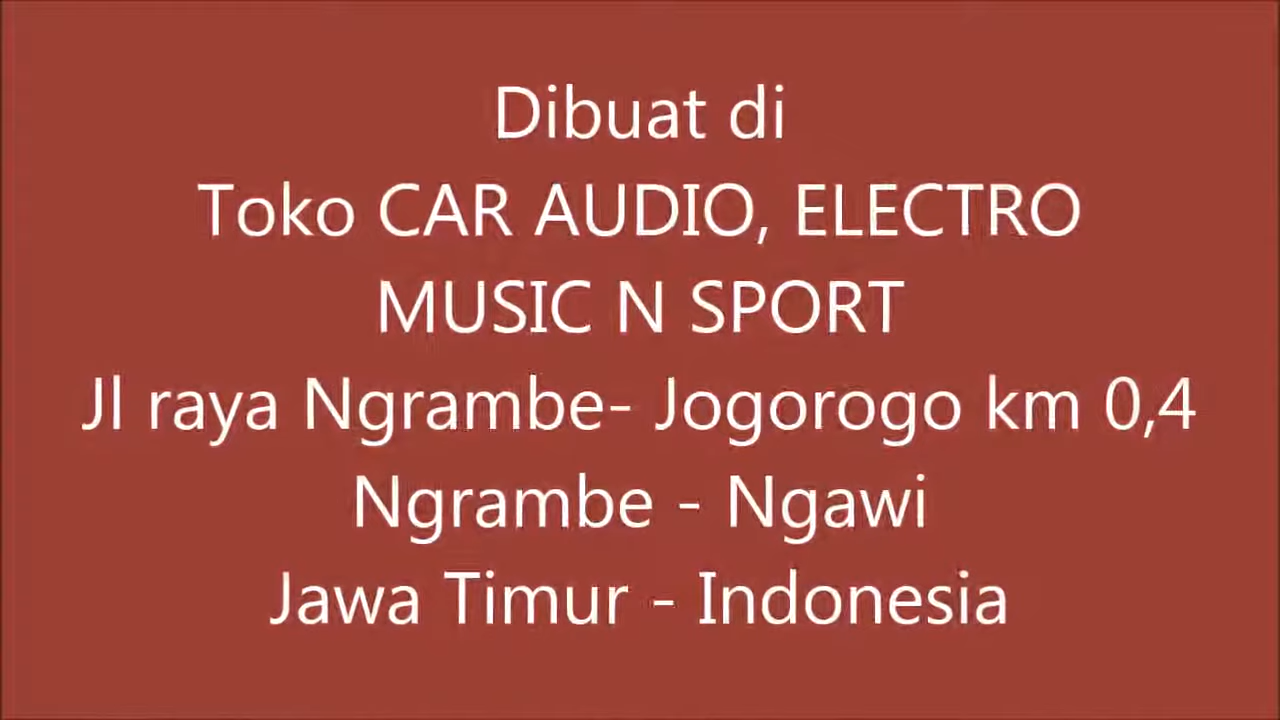 Dibuat di
Toko CAR AUDIO, ELECTRO
MUSIC N SPORT
Jl raya Ngrambe- Jogorogo km 0,4
Ngrambe - Ngawi
Jawa Timur - Indonesia